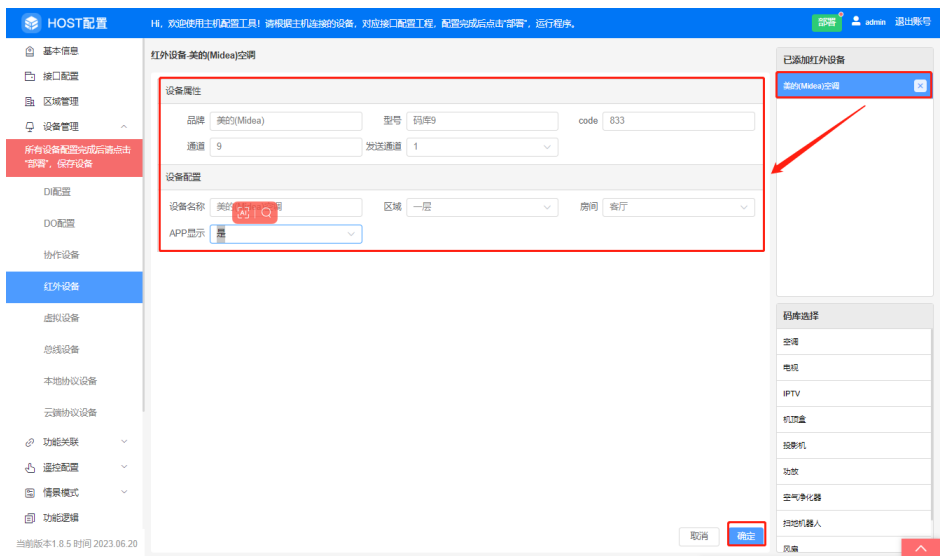 HOST配置
Hi，欢迎使用主机配置工具！请根据主机连接的设备，对应接口配置工程，配置完成后点击"部署"，运行程序。
部署
admin 退出账号
基本信息
接口配置
区域管理
设备管理
所有设备配置完成后请点击
"部署"，保存设备
DI配置
DO配置
协作设备
红外设备
虚拟设备
总线设备
本地协议设备
云端协议设备
功能关联
遥控配置
情景模式
功能逻辑
当前版本1.8.5 时间 2023.06.20
红外设备-美的(Midea)空调
设备属性
品牌 美的(Midea) 型号 码库9 code 833
通道 9 发送通道 1
设备配置
设备名称 美的 区域 一层 房间 客厅
APP显示 是
取消 确定
已添加红外设备
美的(Midea)空调
码库选择
空调
电视
IPTV
机顶盒
投影机
功放
空气净化器
扫地机器人
风扇